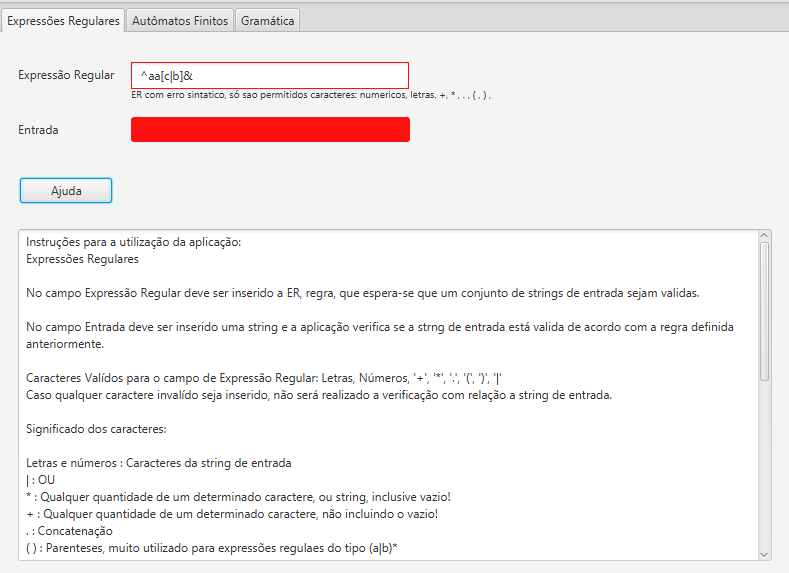 Expressões Regulares Autômatos Finitos Gramática
Expressão Regular ^aa[c|b]&
ER com erro sintatico, só sao permitidos caracteres: numericos, letras, +, * , . , ( , ) ,
Entrada
Ajuda
Instruções para a utilização da aplicação:
Expressões Regulares
No campo Expressão Regular deve ser inserido a ER, regra, que espera-se que um conjunto de strings de entrada sejam validas.
No campo Entrada deve ser inserido uma string e a aplicação verifica se a strng de entrada está valida de acordo com a regra definida
anteriormente.
Caracteres Valídos para o campo de Expressão Regular: Letras, Números, '+', '*', '.', '(', ')', '|'
Caso qualquer caractere invalído seja inserido, não será realizado a verificação com relação a string de entrada.
Significado dos caracteres:
Letras e números : Caracteres da string de entrada
| : OU
* : Qualquer quantidade de um determinado caractere, ou string, inclusive vazio!
+ : Qualquer quantidade de um determinado caractere, não incluindo o vazio!
. : Concatenação
( ) : Parenteses, muito utilizado para expressões regulaes do tipo (a|b)*